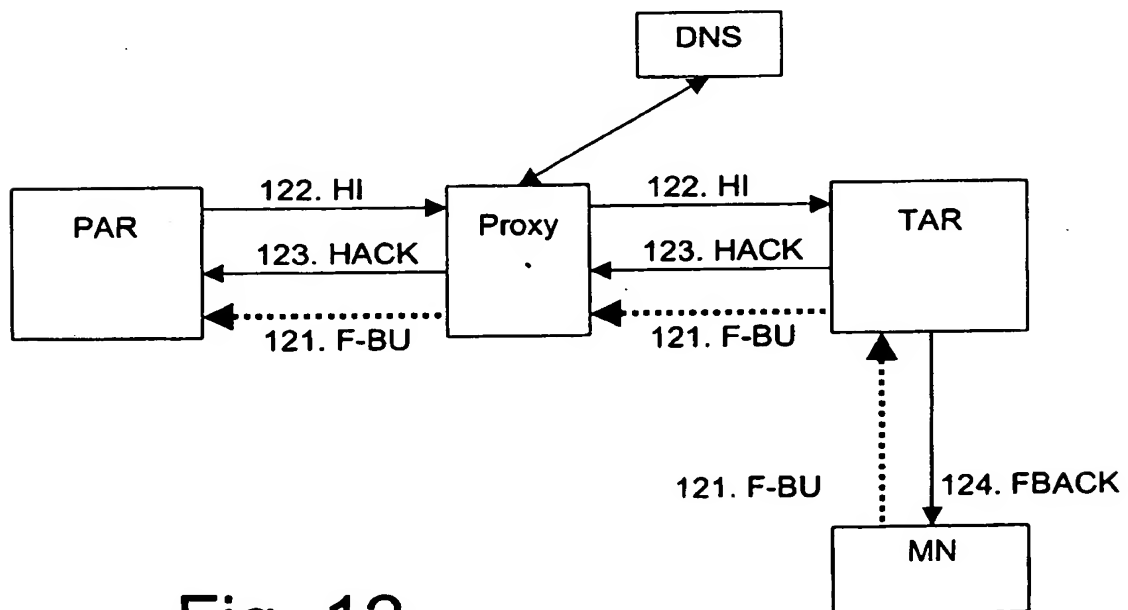 DNS
122. HI
122. HI
PAR
Proxy
TAR
123. HACK
123. HACK
121. F-BU
121. F-BU
121. F-BU
124. FBACK
MN